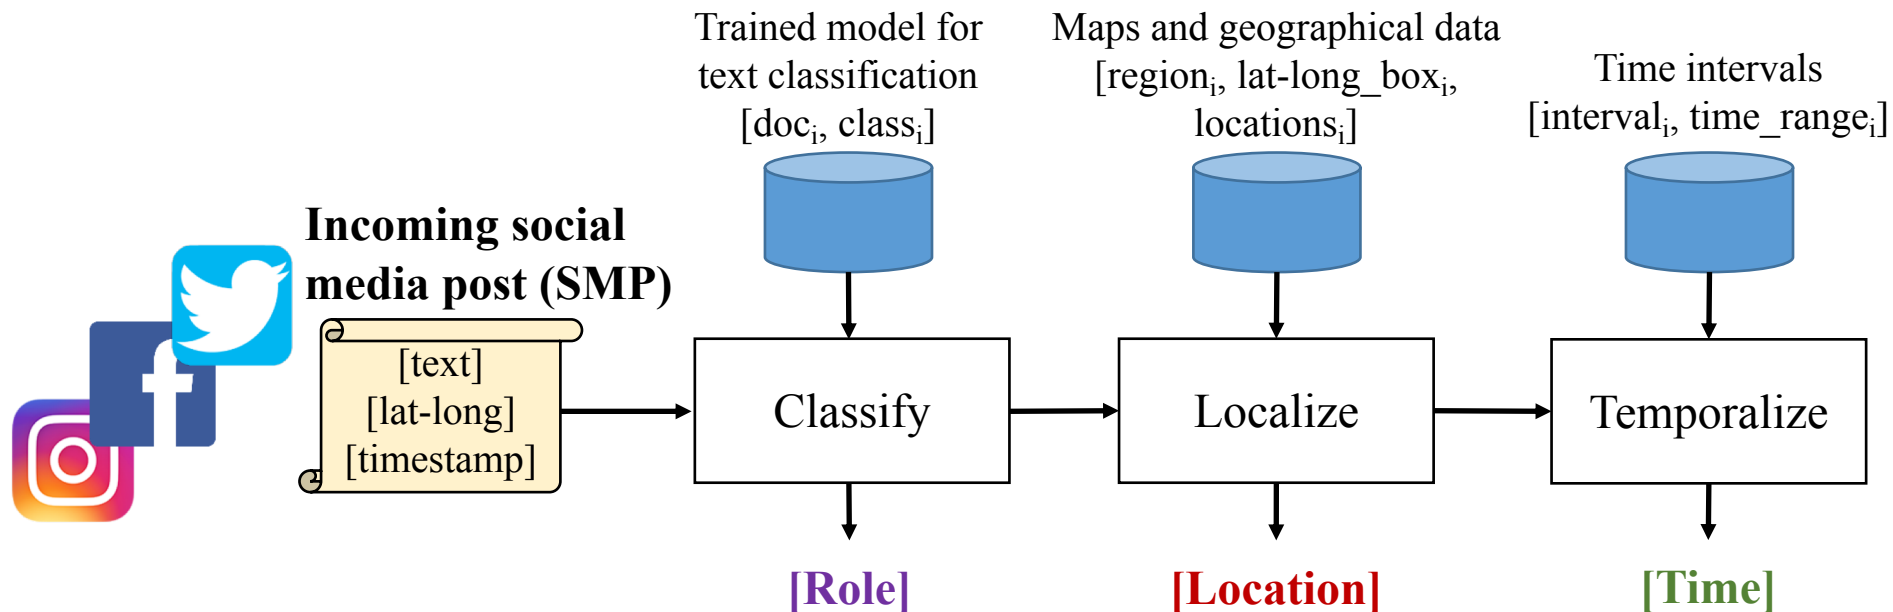 Trained model for
text classification
[docᵢ, classᵢ]
Maps and geographical data
[regionᵢ, lat-long_boxᵢ,
locationsᵢ]
Time intervals
[intervalᵢ, time_rangeᵢ]
Incoming social
media post (SMP)
[text]
[lat-long]
[timestamp]
Classify
Localize
Temporalize
[Role]
[Location]
[Time]